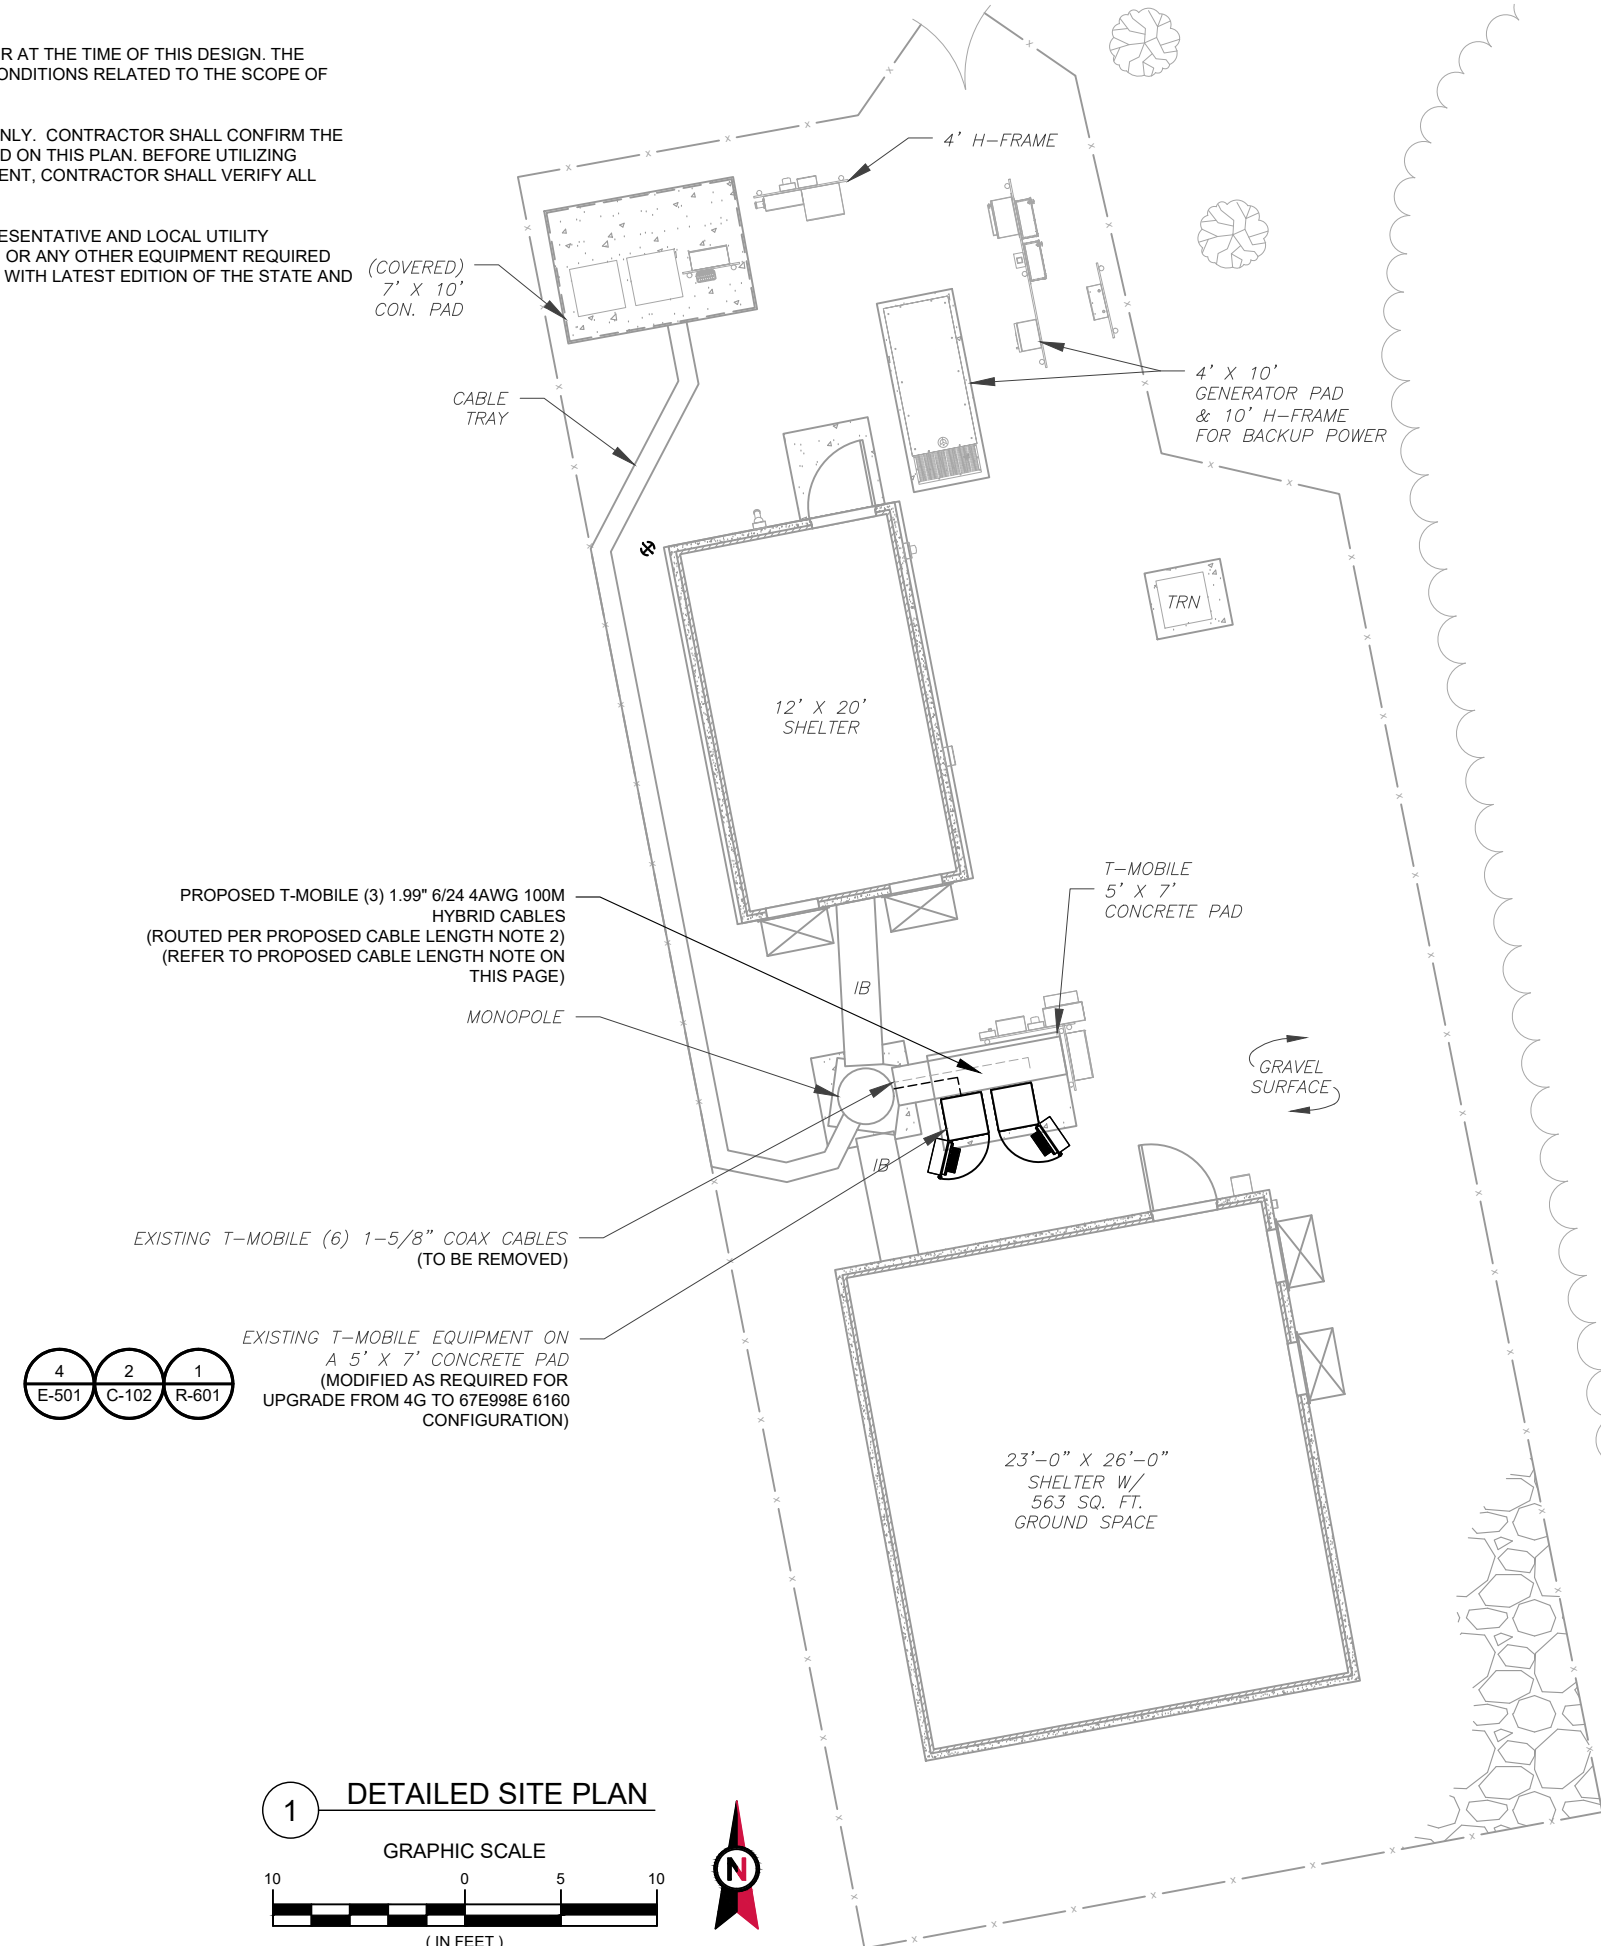 R AT THE TIME OF THIS DESIGN. THE
ONDITIONS RELATED TO THE SCOPE OF
NLY. CONTRACTOR SHALL CONFIRM THE
D ON THIS PLAN. BEFORE UTILIZING
ENT, CONTRACTOR SHALL VERIFY ALL
ESENTATIVE AND LOCAL UTILITY
OR ANY OTHER EQUIPMENT REQUIRED
WITH LATEST EDITION OF THE STATE AND
4' H-FRAME
(COVERED)
7' X 10'
CON. PAD
CABLE
TRAY
4' X 10'
GENERATOR PAD
& 10' H-FRAME
FOR BACKUP POWER
TRN
12' X 20'
SHELTER
PROPOSED T-MOBILE (3) 1.99" 6/24 4AWG 100M
HYBRID CABLES
(ROUTED PER PROPOSED CABLE LENGTH NOTE 2)
(REFER TO PROPOSED CABLE LENGTH NOTE ON
THIS PAGE)
T-MOBILE
5' X 7'
CONCRETE PAD
IB
MONOPOLE
GRAVEL
SURFACE
IB
EXISTING T-MOBILE (6) 1-5/8" COAX CABLES
(TO BE REMOVED)
EXISTING T-MOBILE EQUIPMENT ON
A 5' X 7' CONCRETE PAD
(MODIFIED AS REQUIRED FOR
UPGRADE FROM 4G TO 67E998E 6160
CONFIGURATION)
4 2 1
E-501 C-102 R-601
23'-0" X 26'-0"
SHELTER W/
563 SQ. FT.
GROUND SPACE
1 DETAILED SITE PLAN
GRAPHIC SCALE
10 0 5 10
( IN FEET )
N